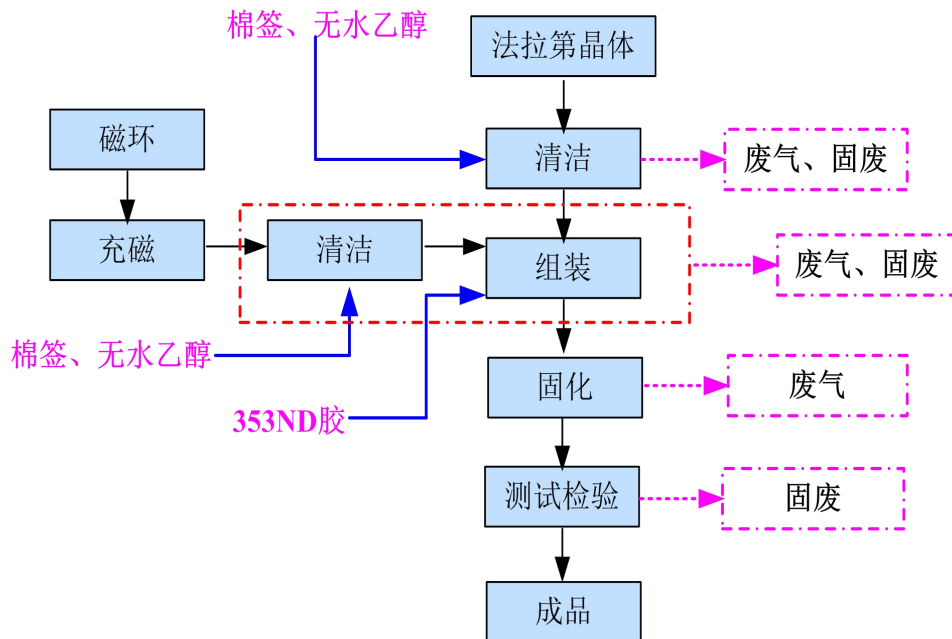 棉签、无水乙醇
法拉第晶体
磁环
清洁
废气、固废
充磁
清洁
组装
废气、固废
棉签、无水乙醇
固化
废气
353ND胶
测试检验
固废
成品